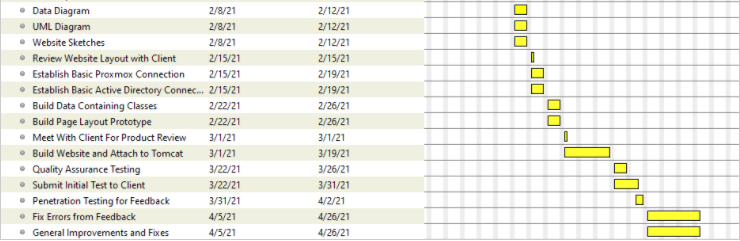 Data Diagram 2/8/21 2/12/21
UML Diagram 2/8/21 2/12/21
Website Sketches 2/8/21 2/12/21
Review Website Layout with Client 2/15/21 2/15/21
Establish Basic Proxmox Connection 2/15/21 2/19/21
Establish Basic Active Directory Connec... 2/15/21 2/19/21
Build Data Containing Classes 2/22/21 2/26/21
Build Page Layout Prototype 2/22/21 2/26/21
Meet With Client For Product Review 3/1/21 3/1/21
Build Website and Attach to Tomcat 3/1/21 3/19/21
Quality Assurance Testing 3/22/21 3/26/21
Submit Initial Test to Client 3/22/21 3/31/21
Penetration Testing for Feedback 3/31/21 4/2/21
Fix Errors from Feedback 4/5/21 4/26/21
General Improvements and Fixes 4/5/21 4/26/21